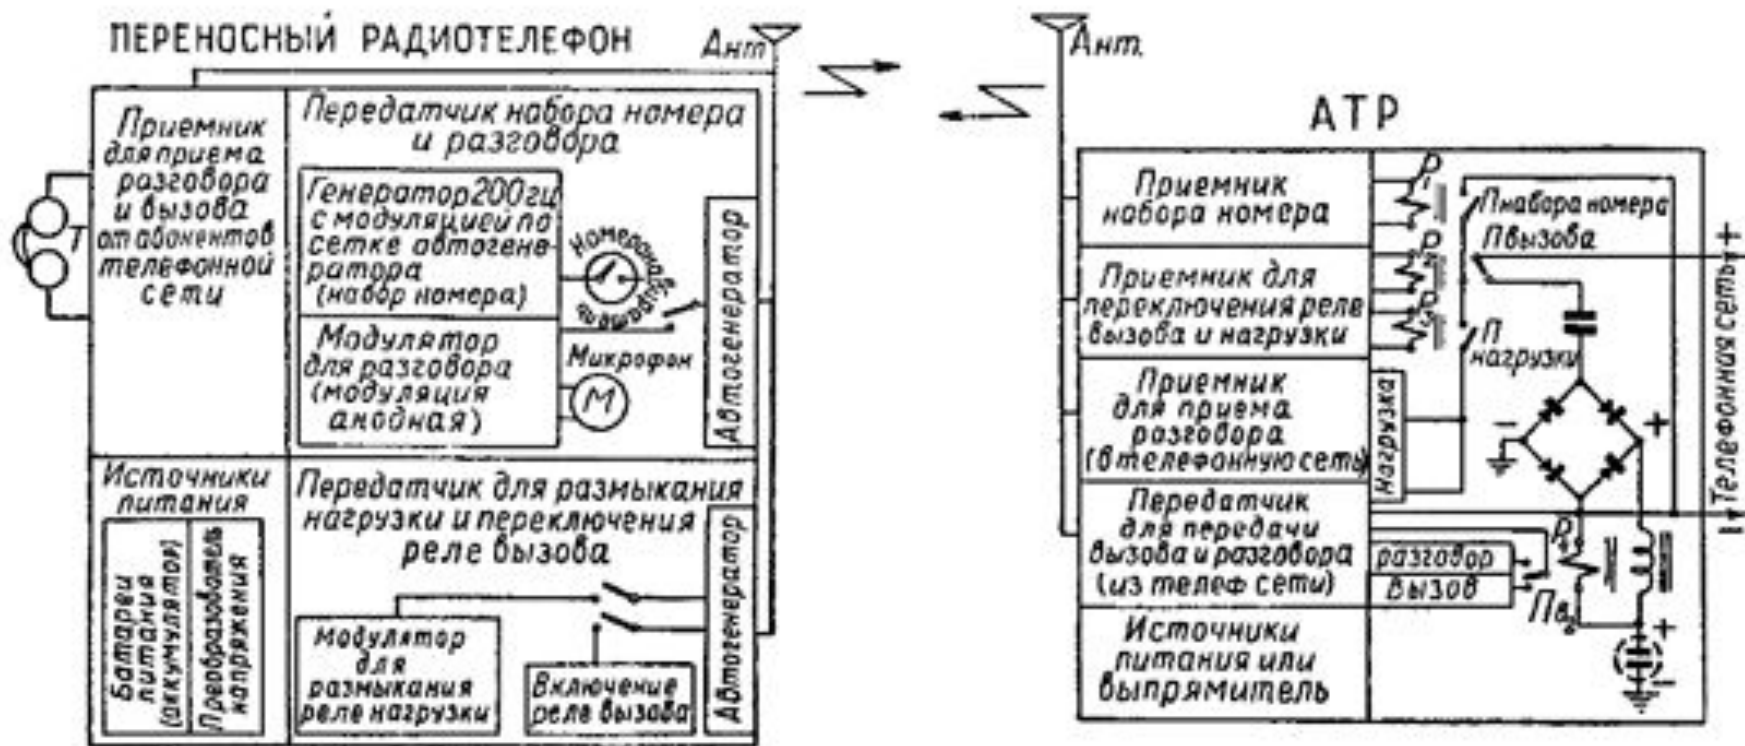 ПЕРЕНОСНЫЙ РАДИОТЕЛЕФОН
Ант
Приемник
для приема
разговора
и вызова
от абонентов
телефонной
сети
Т
Передатчик набора номера
и разговора
Генератор 200гц
с модуляцией по
сетке автогене-
ратора
(набор номера)
Номеронабиратель
Модулятор
для разговора
(модуляция
анодная)
Микрофон
М
Автогенератор
Источники
питания
Батареи
питания
(аккумулятор)
Преобразователь
напряжения
Передатчик для размыкания
нагрузки и переключения
реле вызова
Модулятор
для
размыкания
реле нагрузки
Включение
реле вызова
Автогенератор
Ант.
АТР
Приемник
набора номера
Приемник для
переключения реле
вызова и нагрузки
Приемник
для приема
разговора
(в телефонную сеть)
Передатчик
для передачи
вызова и разговора
(из телеф сети)
Источники
питания или
выпрямитель
Р1
Р2
Р3
П набора номера
П вызова
П
нагрузки
Нагрузка
разговор
Вызов
Р
Пв
+
-
+
+
-
Телефонная сеть
+
-